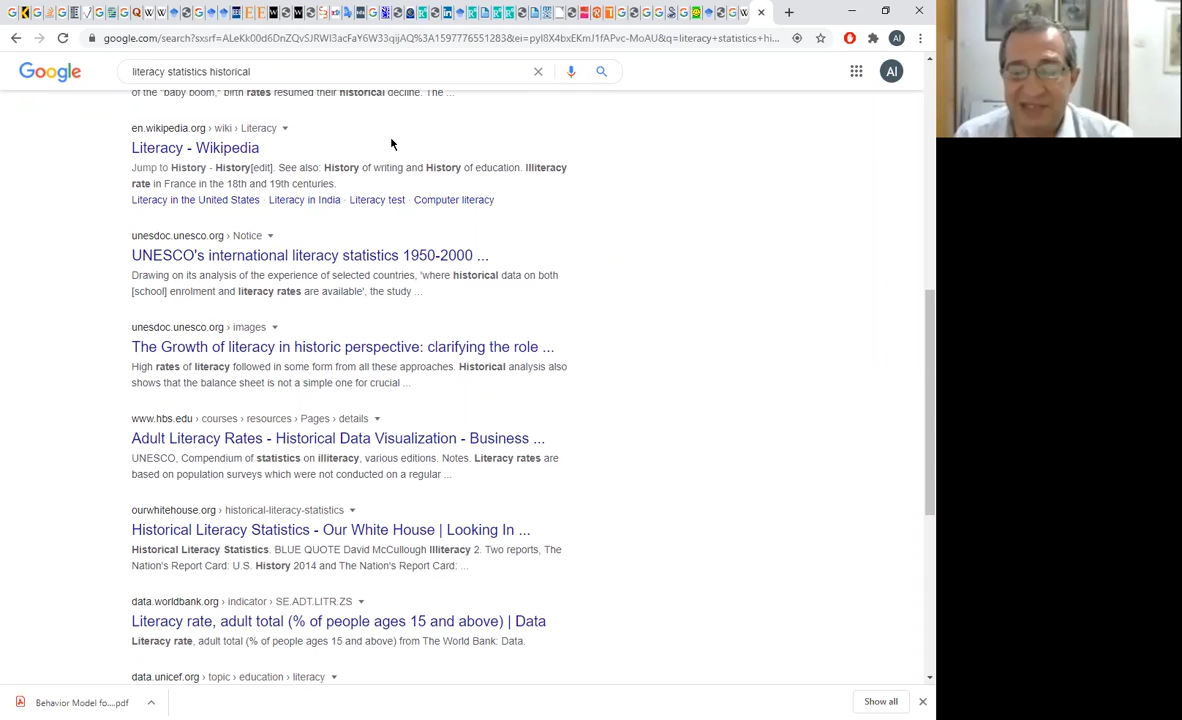 google.com/search?sxsrf=ALeKk00d6DnZQvSJRWI3acFaY6W33qijAQ%3A1597776551283&ei=pyI8X4bxEKmJ1fAPvc-MoAU&q=literacy+statistics+hi...
AI
Google
literacy statistics historical
AI
of the "baby boom," birth rates resumed their historical decline. The ...
en.wikipedia.org › wiki › Literacy
Literacy - Wikipedia
Jump to History - History[edit]. See also: History of writing and History of education. Illiteracy
rate in France in the 18th and 19th centuries.
Literacy in the United States · Literacy in India · Literacy test · Computer literacy
unesdoc.unesco.org › Notice
UNESCO's international literacy statistics 1950-2000 ...
Drawing on its analysis of the experience of selected countries, 'where historical data on both
[school] enrolment and literacy rates are available', the study ...
unesdoc.unesco.org › images
The Growth of literacy in historic perspective: clarifying the role ...
High rates of literacy followed in some form from all these approaches. Historical analysis also
shows that the balance sheet is not a simple one for crucial ...
www.hbs.edu › courses › resources › Pages › details
Adult Literacy Rates - Historical Data Visualization - Business ...
UNESCO, Compendium of statistics on illiteracy, various editions. Notes. Literacy rates are
based on population surveys which were not conducted on a regular ...
ourwhitehouse.org › historical-literacy-statistics
Historical Literacy Statistics - Our White House | Looking In ...
Historical Literacy Statistics. BLUE QUOTE David McCullough Illiteracy 2. Two reports, The
Nation's Report Card: U.S. History 2014 and The Nation's Report Card: ...
data.worldbank.org › indicator › SE.ADT.LITR.ZS
Literacy rate, adult total (% of people ages 15 and above) | Data
Literacy rate, adult total (% of people ages 15 and above) from The World Bank: Data.
data.unicef.org › topic › education › literacy
Behavior Model fo....pdf
Show all